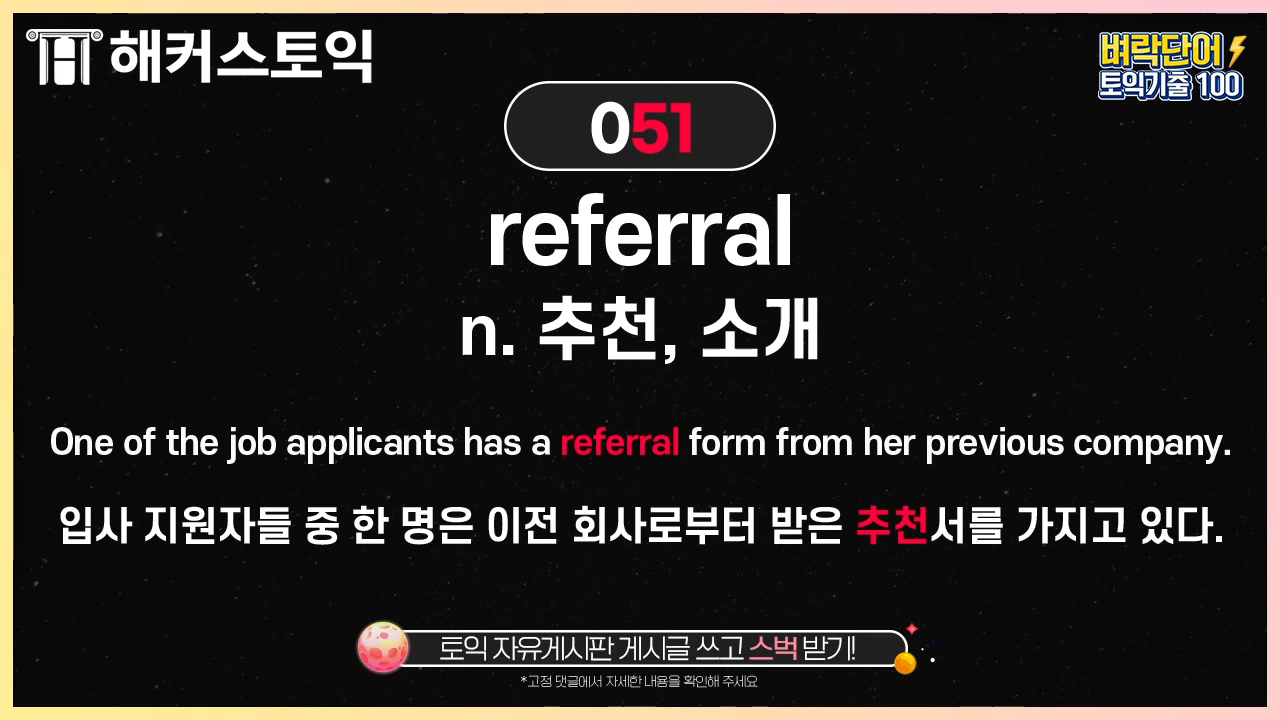 해커스토익
벼락단어
토익기출 100
051
referral
n. 추천, 소개
One of the job applicants has a referral form from her previous company.
입사 지원자들 중 한 명은 이전 회사로부터 받은 추천서를 가지고 있다.
토익 자유게시판 게시글 쓰고 스벅 받기!
*고정 댓글에서 자세한 내용을 확인해 주세요